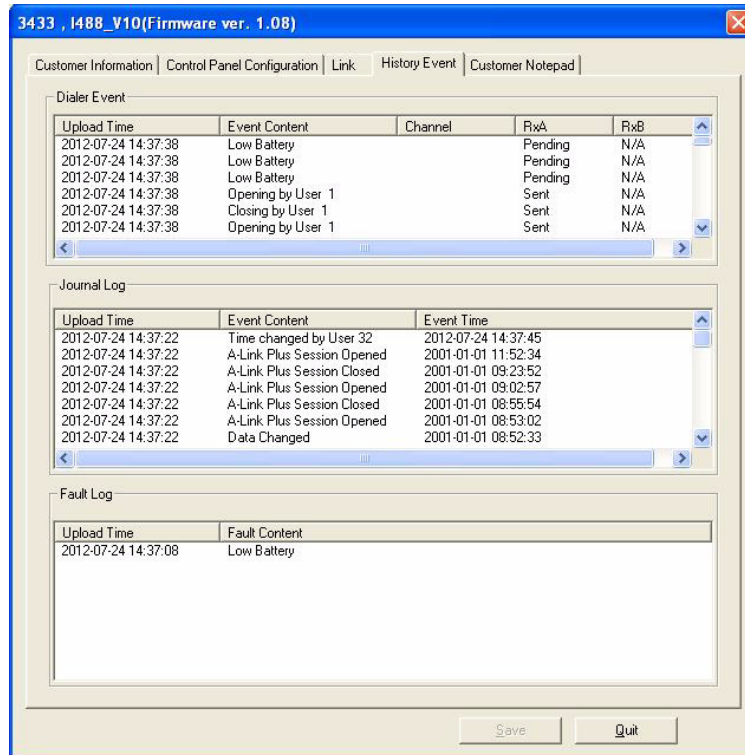 3433 , I488_V10(Firmware ver. 1.08)
Customer Information Control Panel Configuration Link History Event Customer Notepad
Dialer Event
Upload Time Event Content Channel RxA RxB
2012-07-24 14:37:38 Low Battery Pending N/A
2012-07-24 14:37:38 Low Battery Pending N/A
2012-07-24 14:37:38 Low Battery Pending N/A
2012-07-24 14:37:38 Opening by User 1 Sent N/A
2012-07-24 14:37:38 Closing by User 1 Sent N/A
2012-07-24 14:37:38 Opening by User 1 Sent N/A
Journal Log
Upload Time Event Content Event Time
2012-07-24 14:37:22 Time changed by User 32 2012-07-24 14:37:45
2012-07-24 14:37:22 A-Link Plus Session Opened 2001-01-01 11:52:34
2012-07-24 14:37:22 A-Link Plus Session Closed 2001-01-01 09:23:52
2012-07-24 14:37:22 A-Link Plus Session Opened 2001-01-01 09:02:57
2012-07-24 14:37:22 A-Link Plus Session Closed 2001-01-01 08:55:54
2012-07-24 14:37:22 A-Link Plus Session Opened 2001-01-01 08:53:02
2012-07-24 14:37:22 Data Changed 2001-01-01 08:52:33
Fault Log
Upload Time Fault Content
2012-07-24 14:37:08 Low Battery
Save Quit